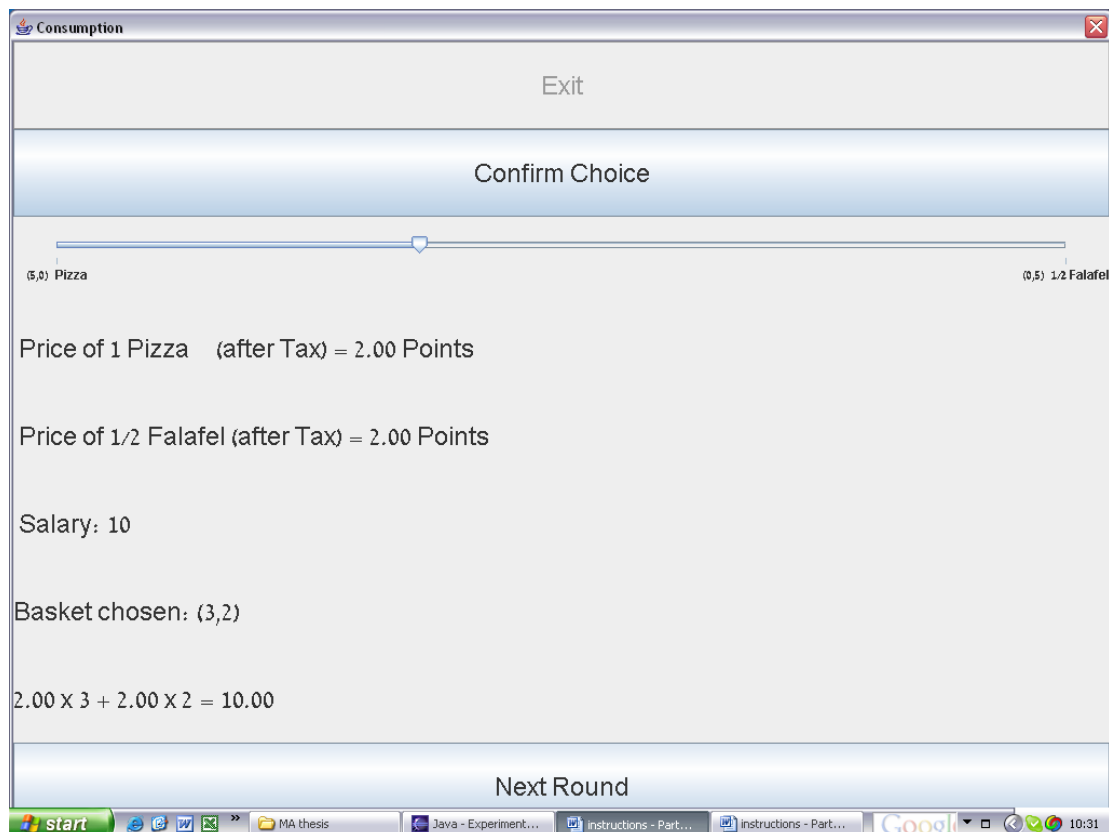 Consumption
Exit
Confirm Choice
(5,0) Pizza
(0,5) 1/2 Falafel
Price of 1 Pizza (after Tax) = 2.00 Points
Price of 1/2 Falafel (after Tax) = 2.00 Points
Salary: 10
Basket chosen: (3,2)
2.00 X 3 + 2.00 X 2 = 10.00
Next Round
start » MA thesis Java - Experiment... instructions - Part... instructions - Part... Googl 10:31